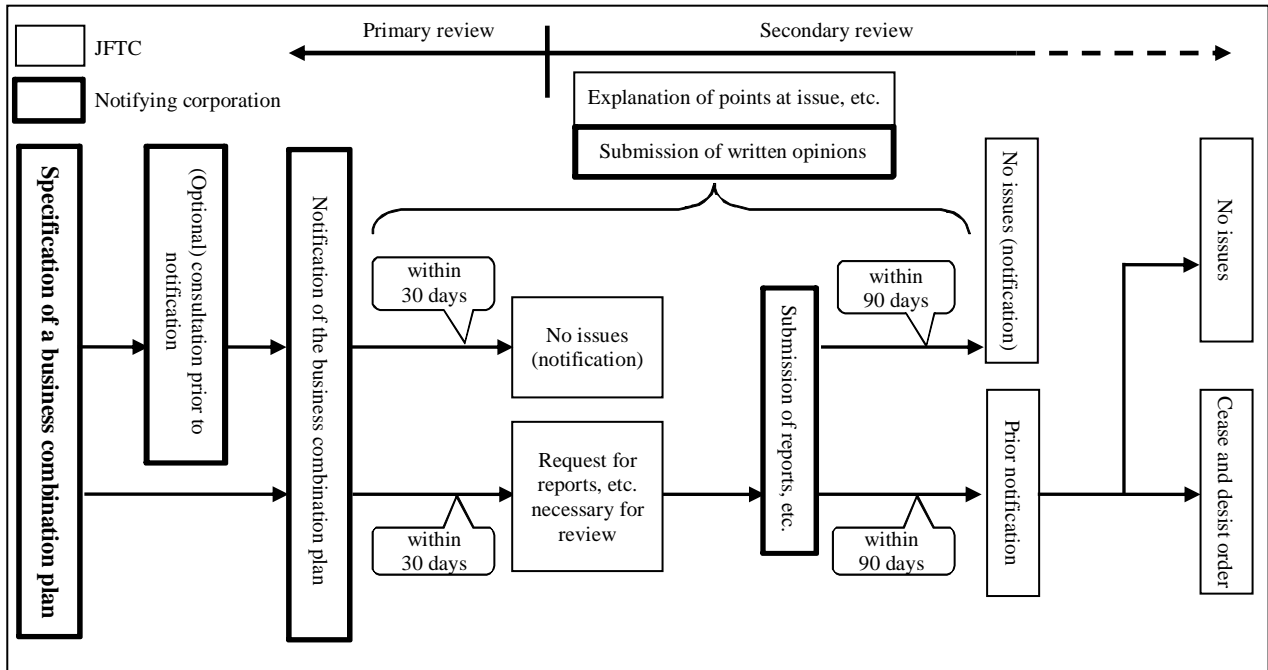 JFTC
Notifying corporation
Primary review
Secondary review
Explanation of points at issue, etc.
Submission of written opinions
Specification of a business combination plan
(Optional) consultation prior to
notification
Notification of the business combination plan
within
30 days
No issues
(notification)
Request for
reports, etc.
necessary for
review
within
30 days
Submission of reports, etc.
within
90 days
within
90 days
No issues (notification)
Prior notification
No issues
Cease and desist order